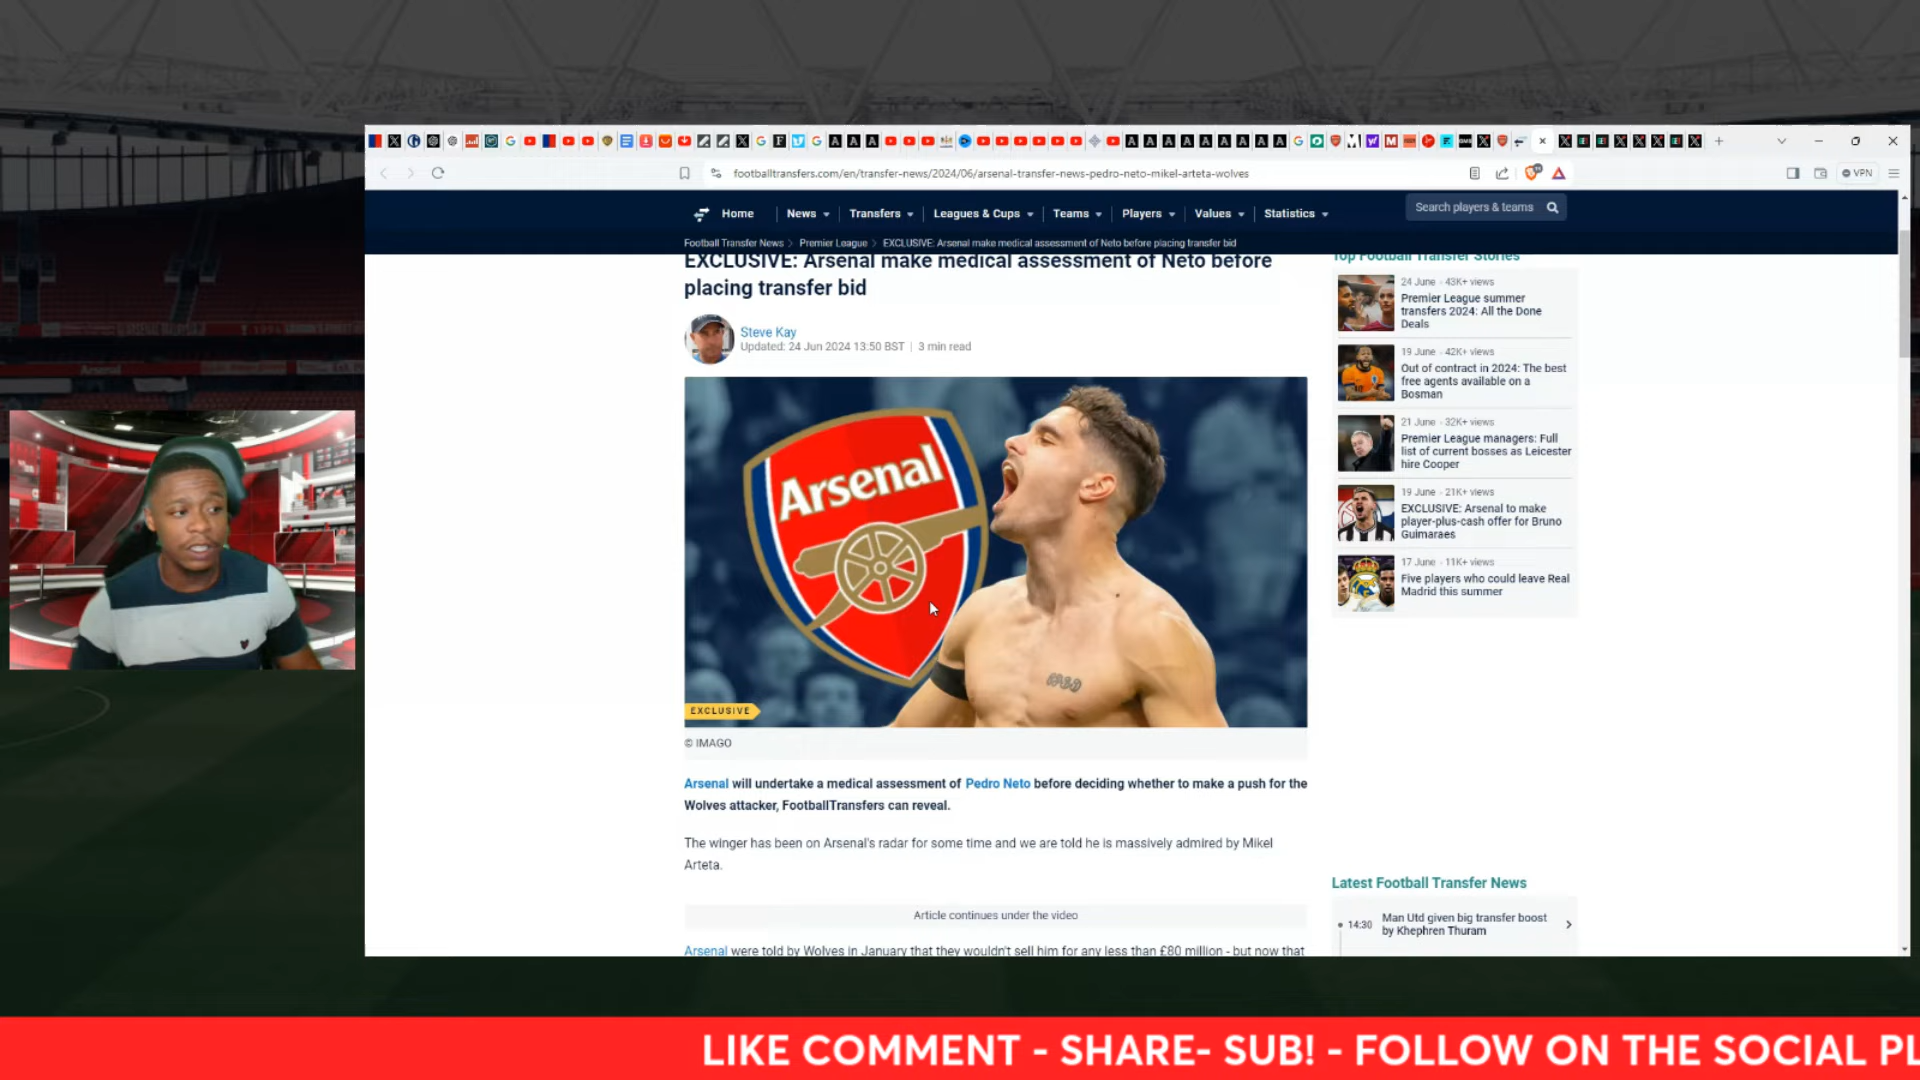 footballtransfers.com/en/transfer-news/2024/06/arsenal-transfer-news-pedro-neto-mikel-arteta-wolves
VPN
Home
News
Transfers
Leagues & Cups
Teams
Players
Values
Statistics
Search players & teams
Football Transfer News > Premier League > EXCLUSIVE: Arsenal make medical assessment of Neto before placing transfer bid
EXCLUSIVE: Arsenal make medical assessment of Neto before
placing transfer bid
Steve Kay
Updated: 24 Jun 2024 13:50 BST | 3 min read
Arsenal
EXCLUSIVE
© IMAGO
Arsenal will undertake a medical assessment of Pedro Neto before deciding whether to make a push for the
Wolves attacker, FootballTransfers can reveal.
The winger has been on Arsenal's radar for some time and we are told he is massively admired by Mikel
Arteta.
Article continues under the video
Arsenal were told by Wolves in January that they wouldn't sell him for any less than £80 million - but now that
Top Football Transfer Stories
24 June - 43K+ views
Premier League summer
transfers 2024: All the Done
Deals
19 June - 42K+ views
Out of contract in 2024: The best
free agents available on a
Bosman
21 June - 32K+ views
Premier League managers: Full
list of current bosses as Leicester
hire Cooper
19 June - 21K+ views
EXCLUSIVE: Arsenal to make
player-plus-cash offer for Bruno
Guimaraes
17 June - 11K+ views
Five players who could leave Real
Madrid this summer
Latest Football Transfer News
14:30
Man Utd given big transfer boost
by Khephren Thuram
Arsenal
LIKE COMMENT - SHARE- SUB! - FOLLOW ON THE SOCIAL PL